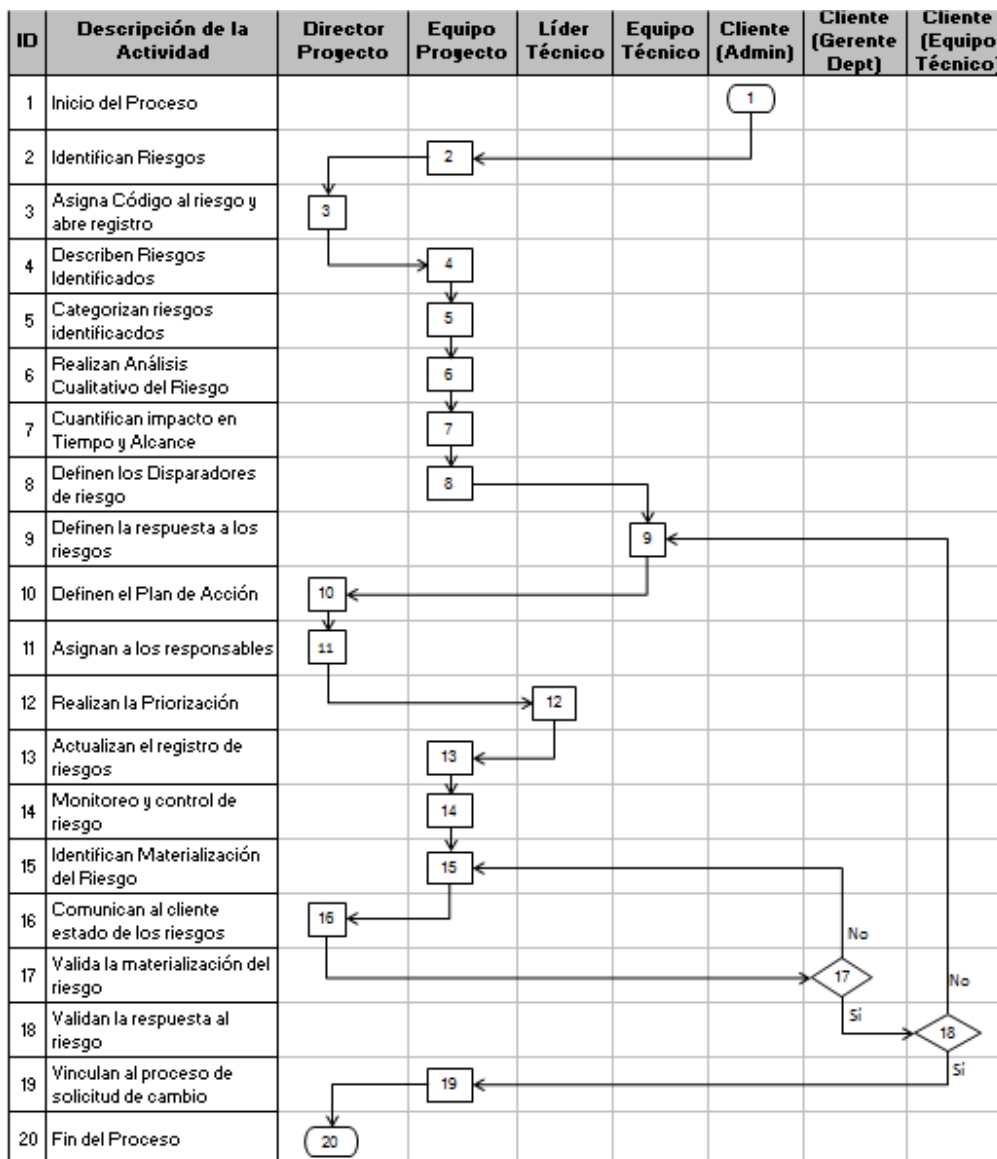 ID
Descripción de la
Actividad
Director
Proyecto
Equipo
Proyecto
Líder
Técnico
Equipo
Técnico
Cliente
(Admin)
Cliente
(Gerente
Dept)
Cliente
(Equipo
Técnico)
1
Inicio del Proceso
1
2
Identifican Riesgos
2
3
Asigna Código al riesgo y
abre registro
3
4
Describen Riesgos
Identificados
4
5
Categorizan riesgos
identificacdos
5
6
Realizan Análisis
Cualitativo del Riesgo
6
7
Cuantifican impacto en
Tiempo y Alcance
7
8
Definen los Disparadores
de riesgo
8
9
Definen la respuesta a los
riesgos
9
10
Definen el Plan de Acción
10
11
Asignan a los responsables
11
12
Realizan la Priorización
12
13
Actualizan el registro de
riesgos
13
14
Monitoreo y control de
riesgo
14
15
Identifican Materialización
del Riesgo
15
16
Comunican al cliente
estado de los riesgos
16
No
17
Valida la materialización del
riesgo
17
No
Sí
18
Validan la respuesta al
riesgo
18
Sí
19
Vinculan al proceso de
solicitud de cambio
19
20
Fin del Proceso
20